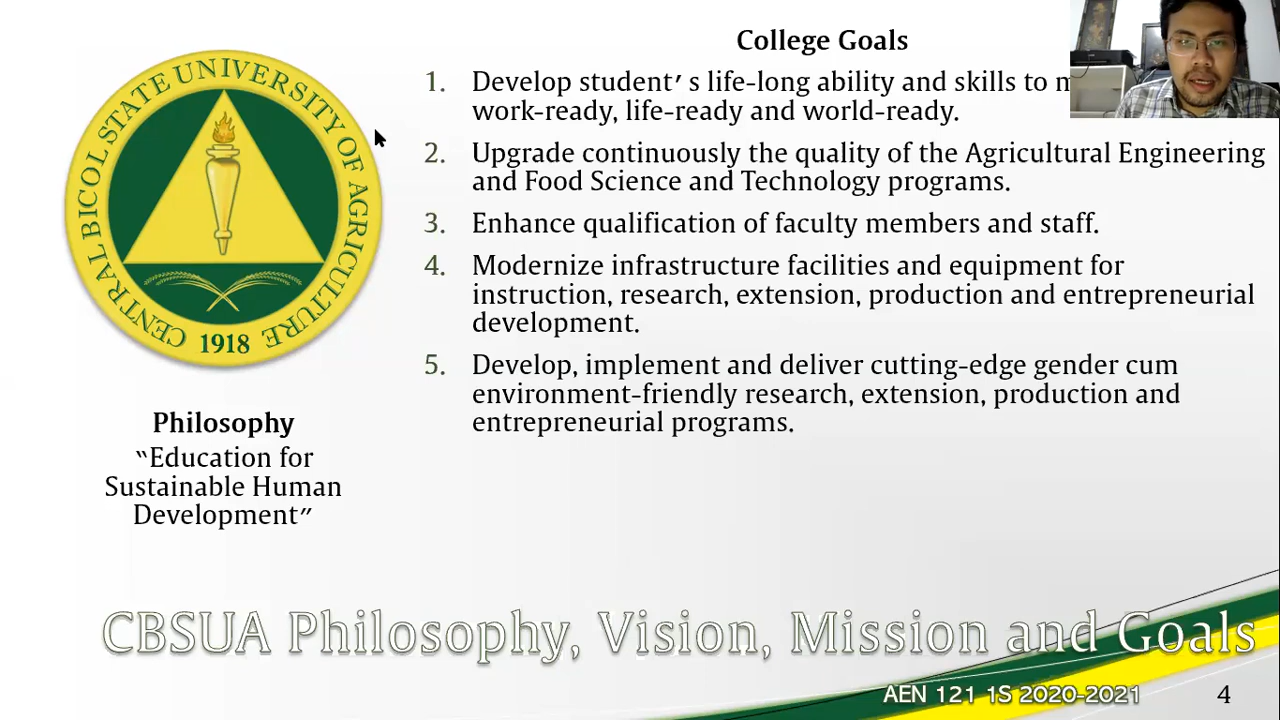 CENTRAL BICOL STATE UNIVERSITY OF AGRICULTURE
1918
Philosophy
“Education for
Sustainable Human
Development”
College Goals
1. Develop student’s life-long ability and skills to
work-ready, life-ready and world-ready.
2. Upgrade continuously the quality of the Agricultural Engineering
and Food Science and Technology programs.
3. Enhance qualification of faculty members and staff.
4. Modernize infrastructure facilities and equipment for
instruction, research, extension, production and entrepreneurial
development.
5. Develop, implement and deliver cutting-edge gender cum
environment-friendly research, extension, production and
entrepreneurial programs.
CBSUA Philosophy, Vision, Mission and Goals
AEN 121 1S 2020-2021
4